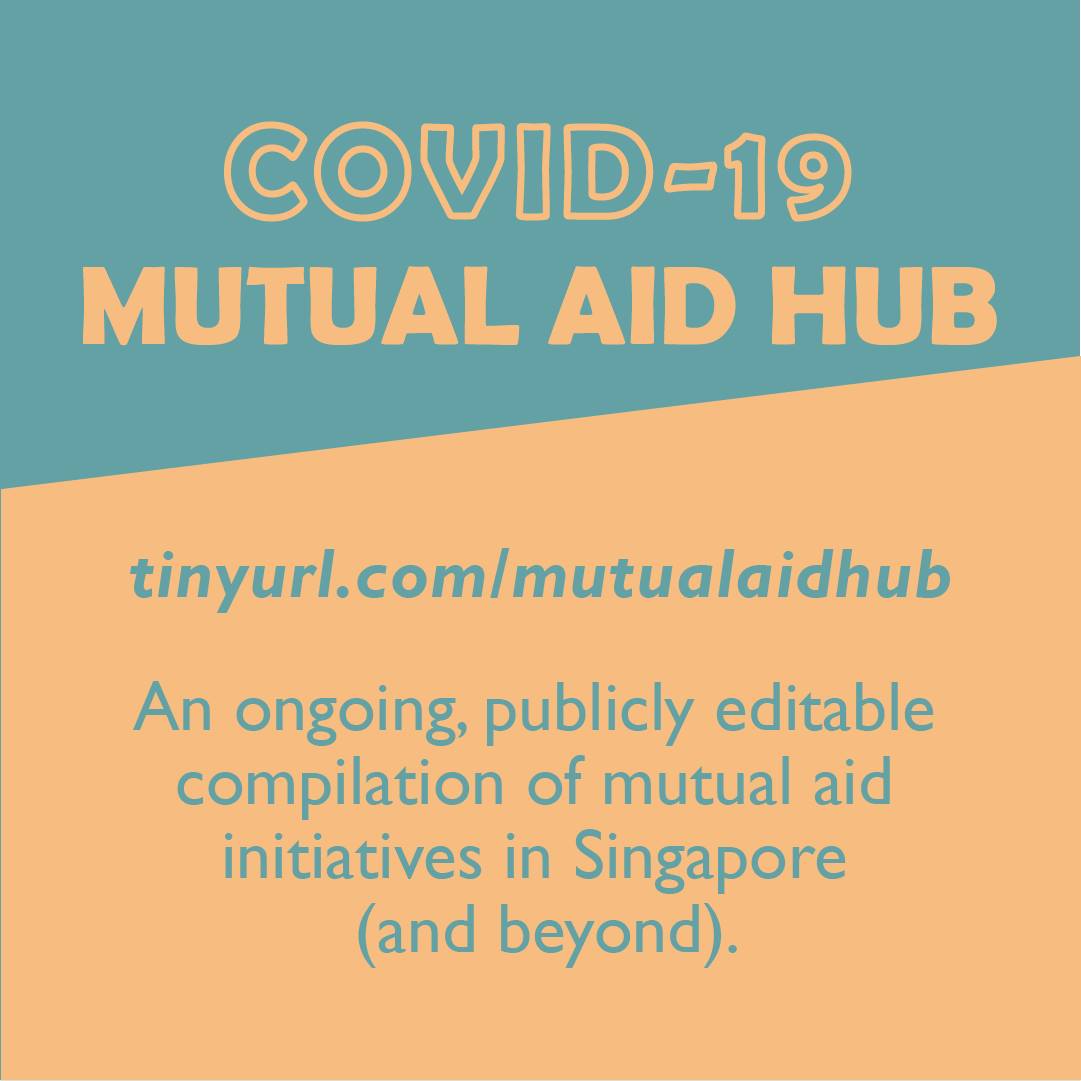 COVID-19
MUTUAL AID HUB
tinyurl.com/mutualaidhub
An ongoing, publicly editable
compilation of mutual aid
initiatives in Singapore
(and beyond).